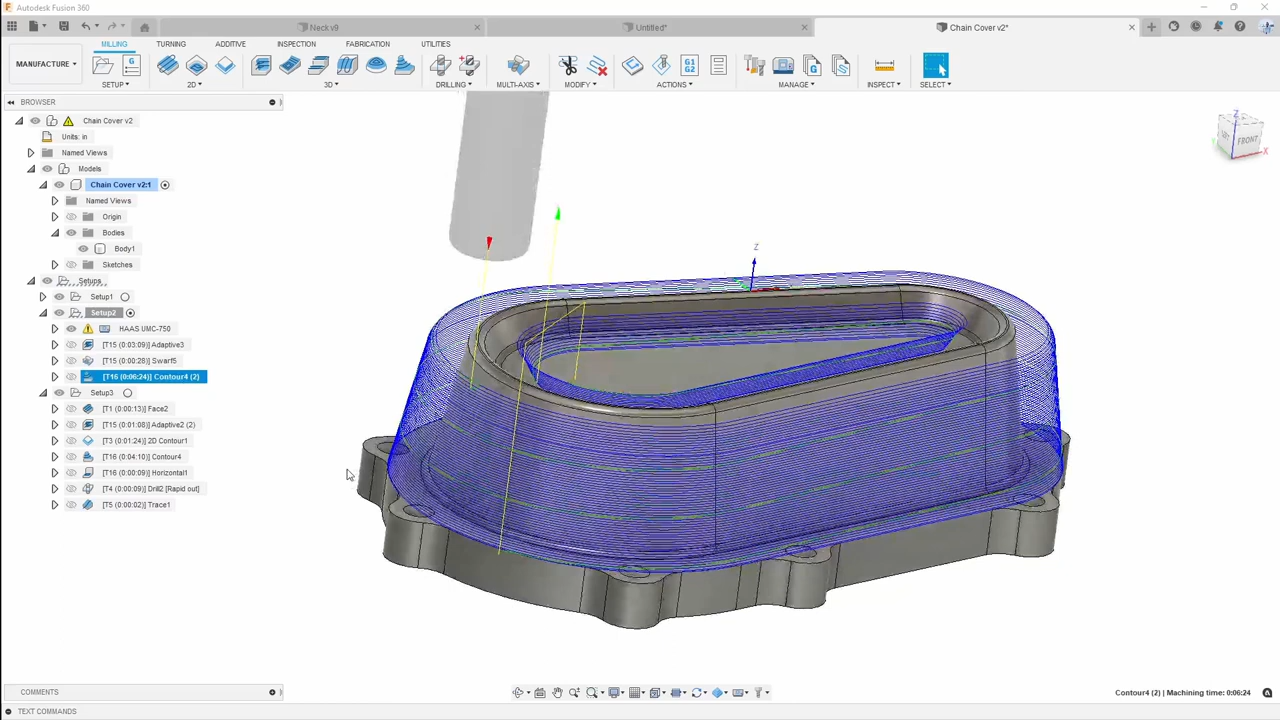 Autodesk Fusion 360
Neck v9
Untitled*
Chain Cover v2*
MILLING TURNING ADDITIVE INSPECTION FABRICATION UTILITIES
MANUFACTURE
G1
G2
SETUP 2D 3D DRILLING MULTI-AXIS MODIFY ACTIONS MANAGE INSPECT SELECT
BROWSER
Chain Cover v2
Units: in
Named Views
Models
Chain Cover v2:1
Named Views
Origin
Bodies
Body1
Sketches
Setups
Setup1
Setup2
HAAS UMC-750
[T15 (0:03:09)] Adaptive3
[T15 (0:00:28)] Swarf5
[T16 (0:06:24)] Contour4 (2)
Setup3
[T1 (0:00:13)] Face2
[T15 (0:01:08)] Adaptive2 (2)
[T3 (0:01:24)] 2D Contour1
[T16 (0:04:10)] Contour4
[T16 (0:00:09)] Horizontal1
[T4 (0:00:09)] Drill2 [Rapid out]
[T5 (0:00:02)] Trace1
Z
Z
FRONT
X
COMMENTS
Contour4 (2) | Machining time: 0:06:24
TEXT COMMANDS